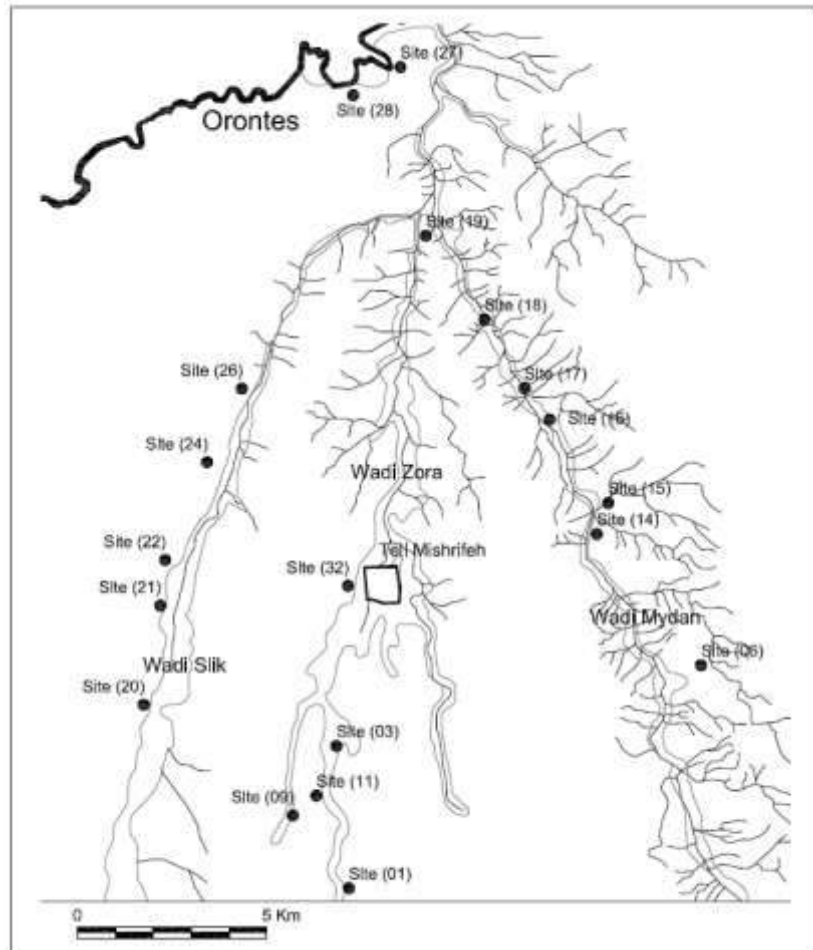 Site (27)
Site (28)
Orontes
Site (19)
Site (18)
Site (26)
Site (17)
Site (16)
Site (24)
Wadi Zora
Site (15)
Site (14)
Tell Mishrifeh
Site (22)
Site (32)
Site (21)
Wadi Mydan
Site (06)
Wadi Slik
Site (20)
Site (03)
Site (11)
Site (09)
Site (01)
0 5 Km